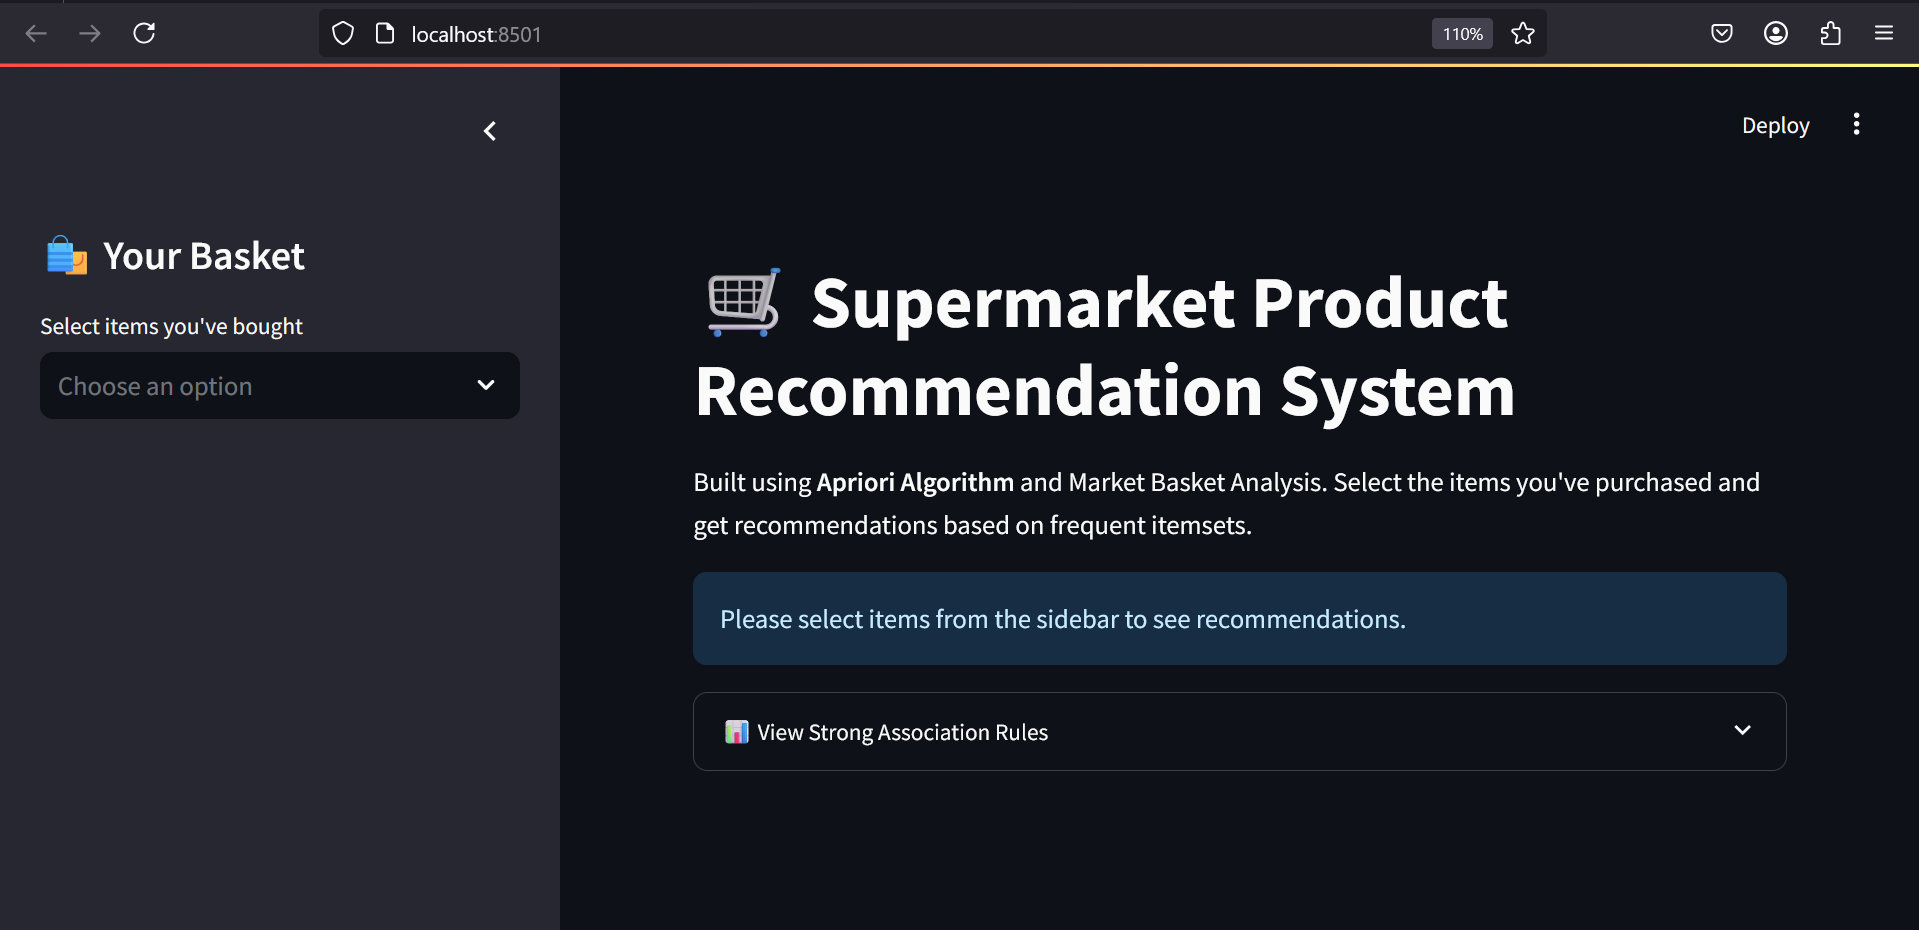 localhost:8501
110%
Deploy
Your Basket
Select items you've bought
Choose an option
Supermarket Product
Recommendation System
Built using Apriori Algorithm and Market Basket Analysis. Select the items you've purchased and
get recommendations based on frequent itemsets.
Please select items from the sidebar to see recommendations.
View Strong Association Rules